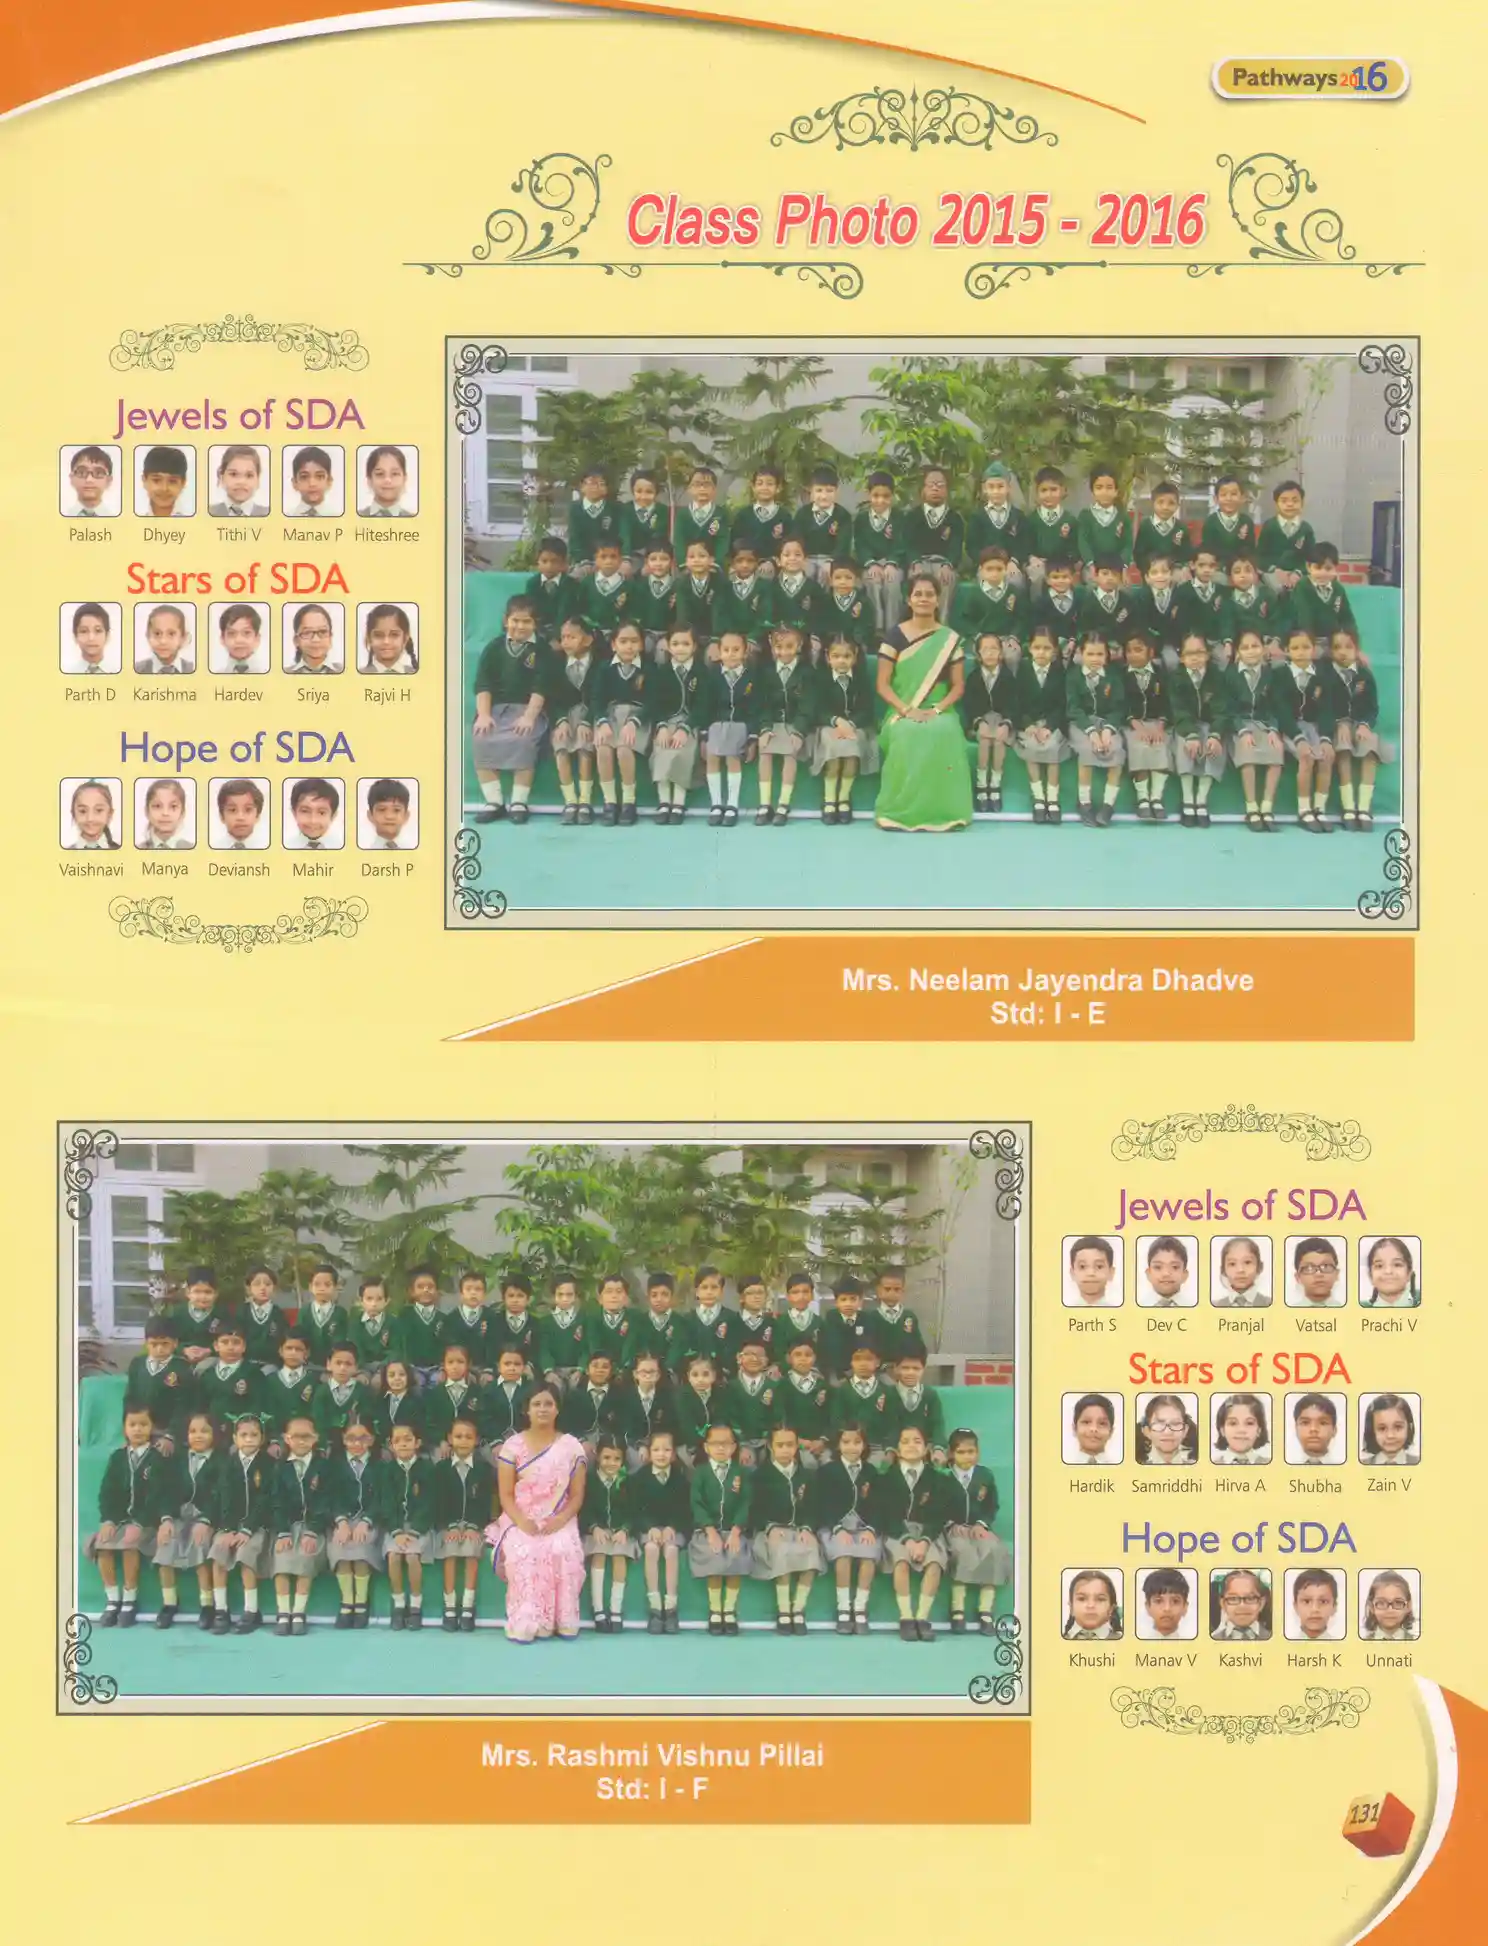 Pathways 2016
Class Photo 2015 - 2016
Jewels of SDA
Palash Dhyey Tithi V Manav P Hiteshree
Stars of SDA
Parth D Karishma Hardev Sriya Rajvi H
Hope of SDA
Vaishnavi Manya Deviansh Mahir Darsh P
Mrs. Neelam Jayendra Dhadve
Std: I - E
Jewels of SDA
Parth S Dev C Pranjal Vatsal Prachi V
Stars of SDA
Hardik Samriddhi Hirva A Shubha Zain V
Hope of SDA
Khushi Manav V Kashvi Harsh K Unnati
Mrs. Rashmi Vishnu Pillai
Std: I - F
131